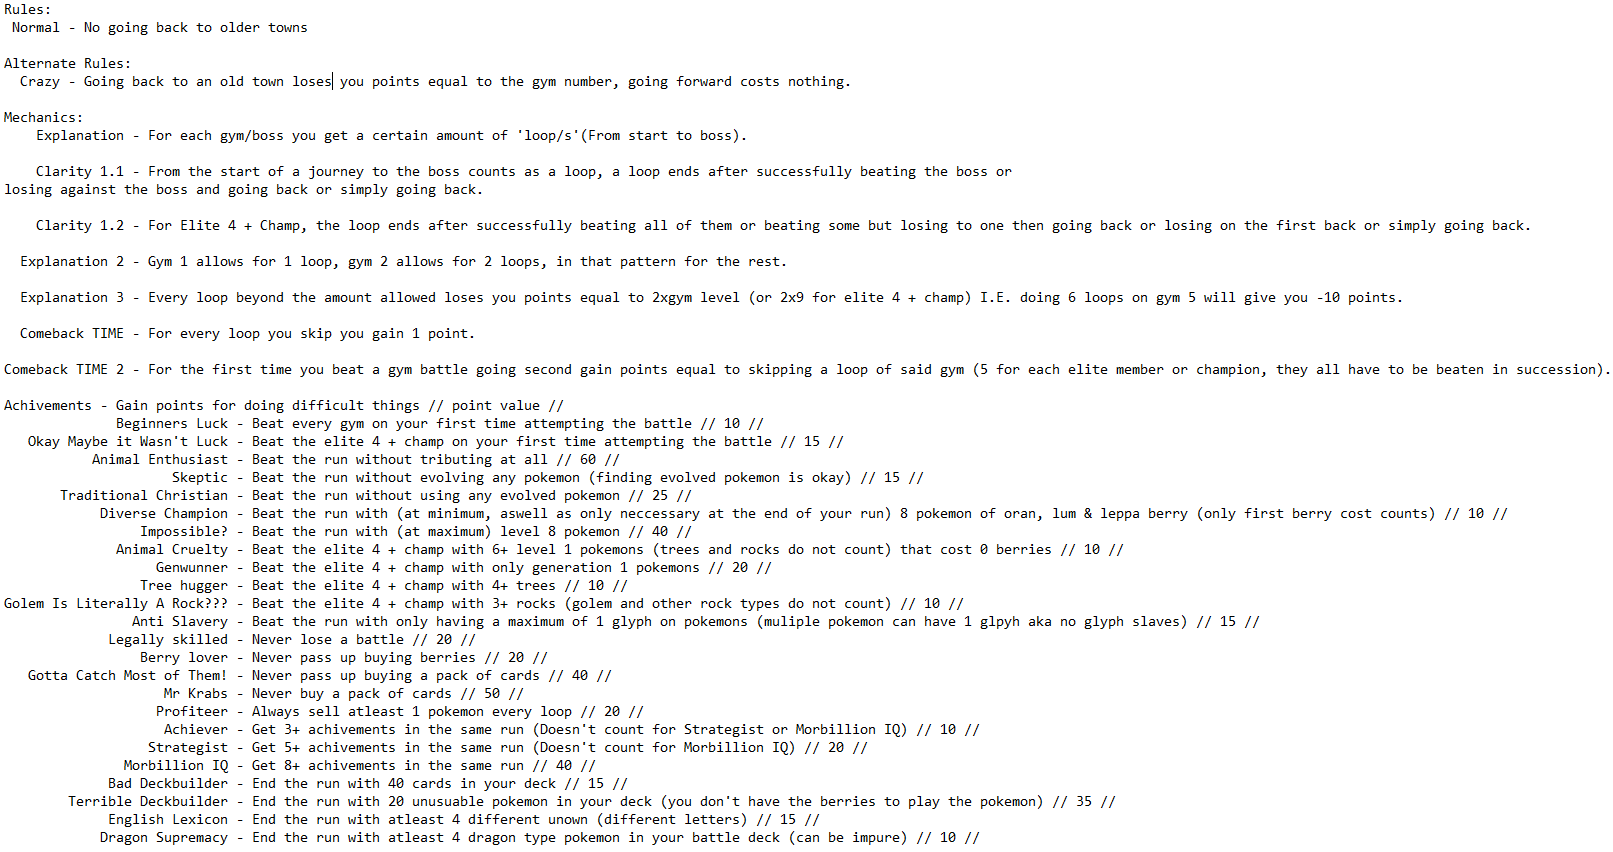 Rules:
Normal - No going back to older towns
Alternate Rules:
Crazy - Going back to an old town loses you points equal to the gym number, going forward costs nothing.
Mechanics:
Explanation - For each gym/boss you get a certain amount of 'loop/s'(From start to boss).
Clarity 1.1 - From the start of a journey to the boss counts as a loop, a loop ends after successfully beating the boss or
losing against the boss and going back or simply going back.
Clarity 1.2 - For Elite 4 + Champ, the loop ends after successfully beating all of them or beating some but losing to one then going back or losing on the first back or simply going back.
Explanation 2 - Gym 1 allows for 1 loop, gym 2 allows for 2 loops, in that pattern for the rest.
Explanation 3 - Every loop beyond the amount allowed loses you points equal to 2xgym level (or 2x9 for elite 4 + champ) I.E. doing 6 loops on gym 5 will give you -10 points.
Comeback TIME - For every loop you skip you gain 1 point.
Comeback TIME 2 - For the first time you beat a gym battle going second gain points equal to skipping a loop of said gym (5 for each elite member or champion, they all have to be beaten in succession).
Achivements - Gain points for doing difficult things // point value //
Beginners Luck - Beat every gym on your first time attempting the battle // 10 //
Okay Maybe it Wasn't Luck - Beat the elite 4 + champ on your first time attempting the battle // 15 //
Animal Enthusiast - Beat the run without tributing at all // 60 //
Skeptic - Beat the run without evolving any pokemon (finding evolved pokemon is okay) // 15 //
Traditional Christian - Beat the run without using any evolved pokemon // 25 //
Diverse Champion - Beat the run with (at minimum, aswell as only neccessary at the end of your run) 8 pokemon of oran, lum & leppa berry (only first berry cost counts) // 10 //
Impossible? - Beat the run with (at maximum) level 8 pokemon // 40 //
Animal Cruelty - Beat the elite 4 + champ with 6+ level 1 pokemons (trees and rocks do not count) that cost 0 berries // 10 //
Genwunner - Beat the elite 4 + champ with only generation 1 pokemons // 20 //
Tree hugger - Beat the elite 4 + champ with 4+ trees // 10 //
Golem Is Literally A Rock??? - Beat the elite 4 + champ with 3+ rocks (golem and other rock types do not count) // 10 //
Anti Slavery - Beat the run with only having a maximum of 1 glyph on pokemons (muliple pokemon can have 1 glpyh aka no glyph slaves) // 15 //
Legally skilled - Never lose a battle // 20 //
Berry lover - Never pass up buying berries // 20 //
Gotta Catch Most of Them! - Never pass up buying a pack of cards // 40 //
Mr Krabs - Never buy a pack of cards // 50 //
Profiteer - Always sell atleast 1 pokemon every loop // 20 //
Achiever - Get 3+ achivements in the same run (Doesn't count for Strategist or Morbillion IQ) // 10 //
Strategist - Get 5+ achivements in the same run (Doesn't count for Morbillion IQ) // 20 //
Morbillion IQ - Get 8+ achivements in the same run // 40 //
Bad Deckbuilder - End the run with 40 cards in your deck // 15 //
Terrible Deckbuilder - End the run with 20 unusuable pokemon in your deck (you don't have the berries to play the pokemon) // 35 //
English Lexicon - End the run with atleast 4 different unown (different letters) // 15 //
Dragon Supremacy - End the run with atleast 4 dragon type pokemon in your battle deck (can be impure) // 10 //